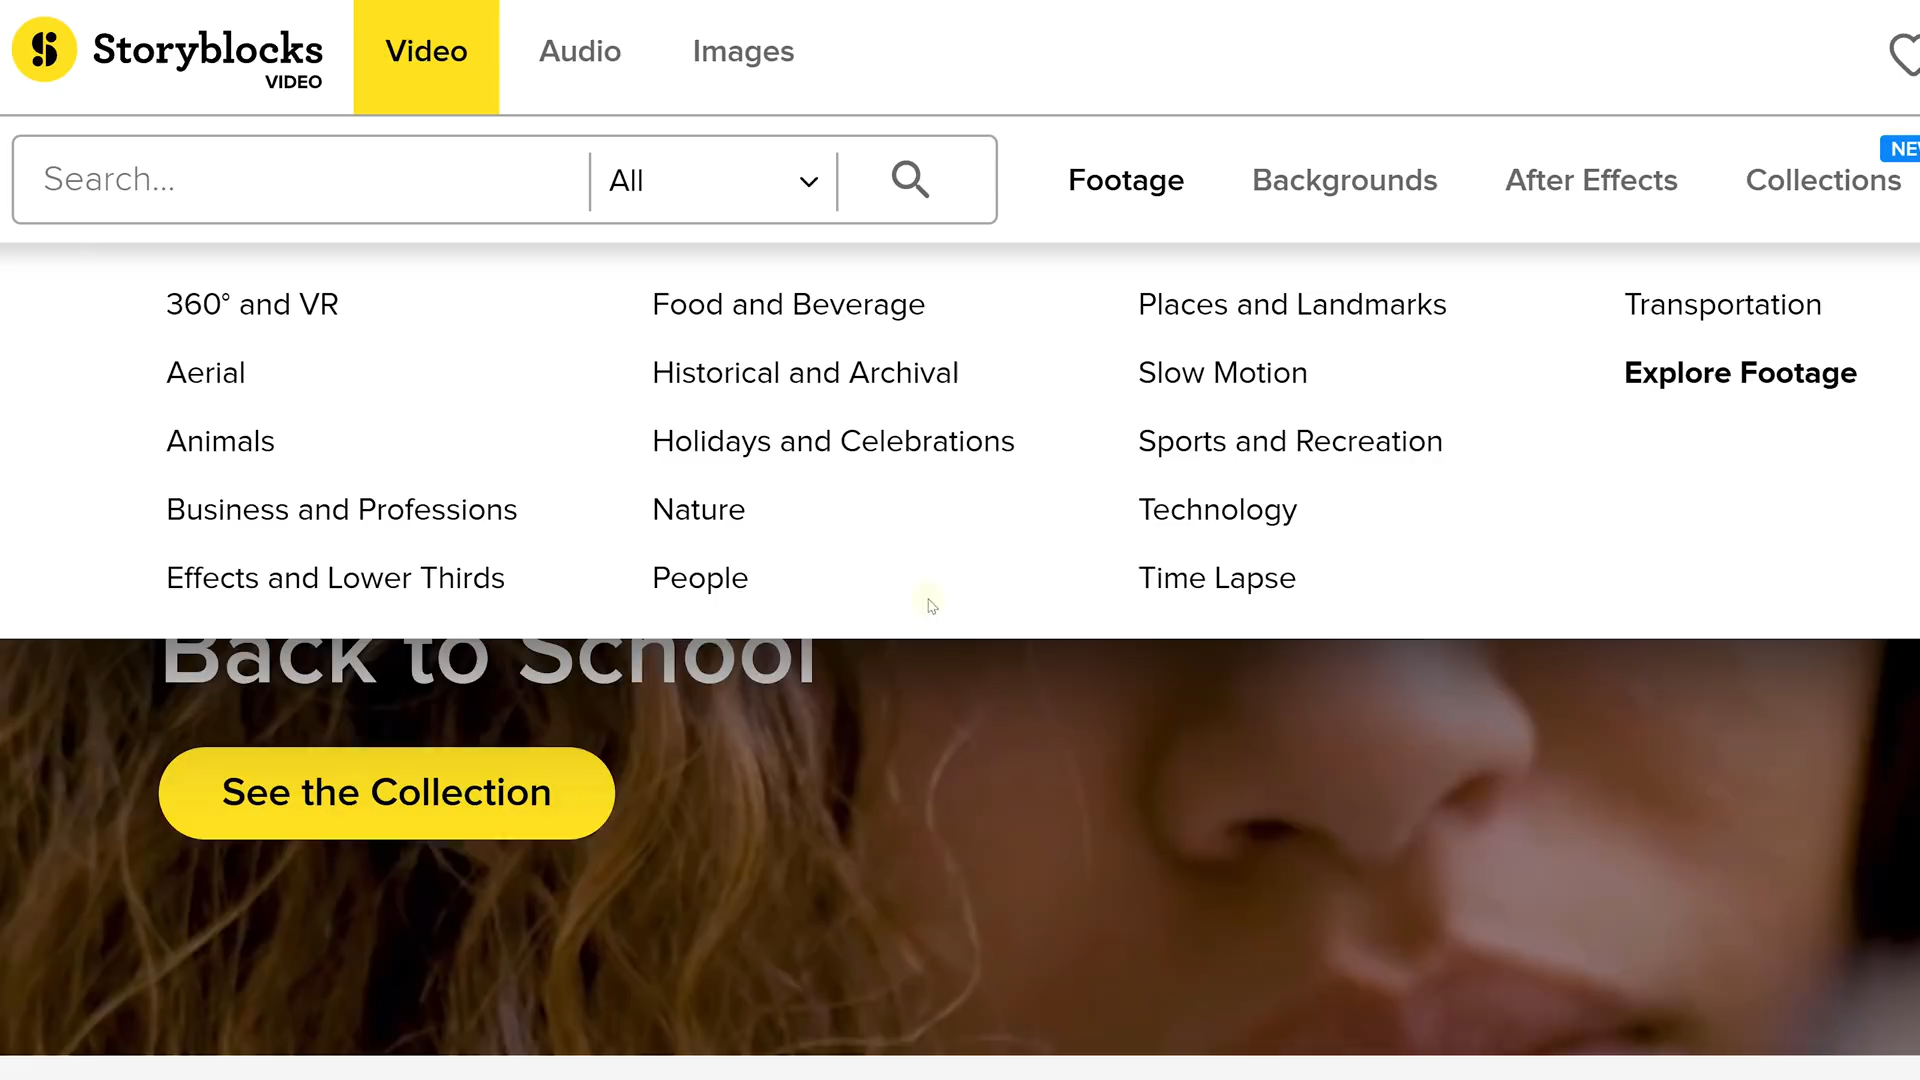 Storyblocks
VIDEO
Video
Audio
Images
Search...
All
Footage
Backgrounds
After Effects
Collections
360° and VR
Food and Beverage
Places and Landmarks
Transportation
Aerial
Historical and Archival
Slow Motion
Explore Footage
Animals
Holidays and Celebrations
Sports and Recreation
Business and Professions
Nature
Technology
Effects and Lower Thirds
People
Time Lapse
Back to School
See the Collection